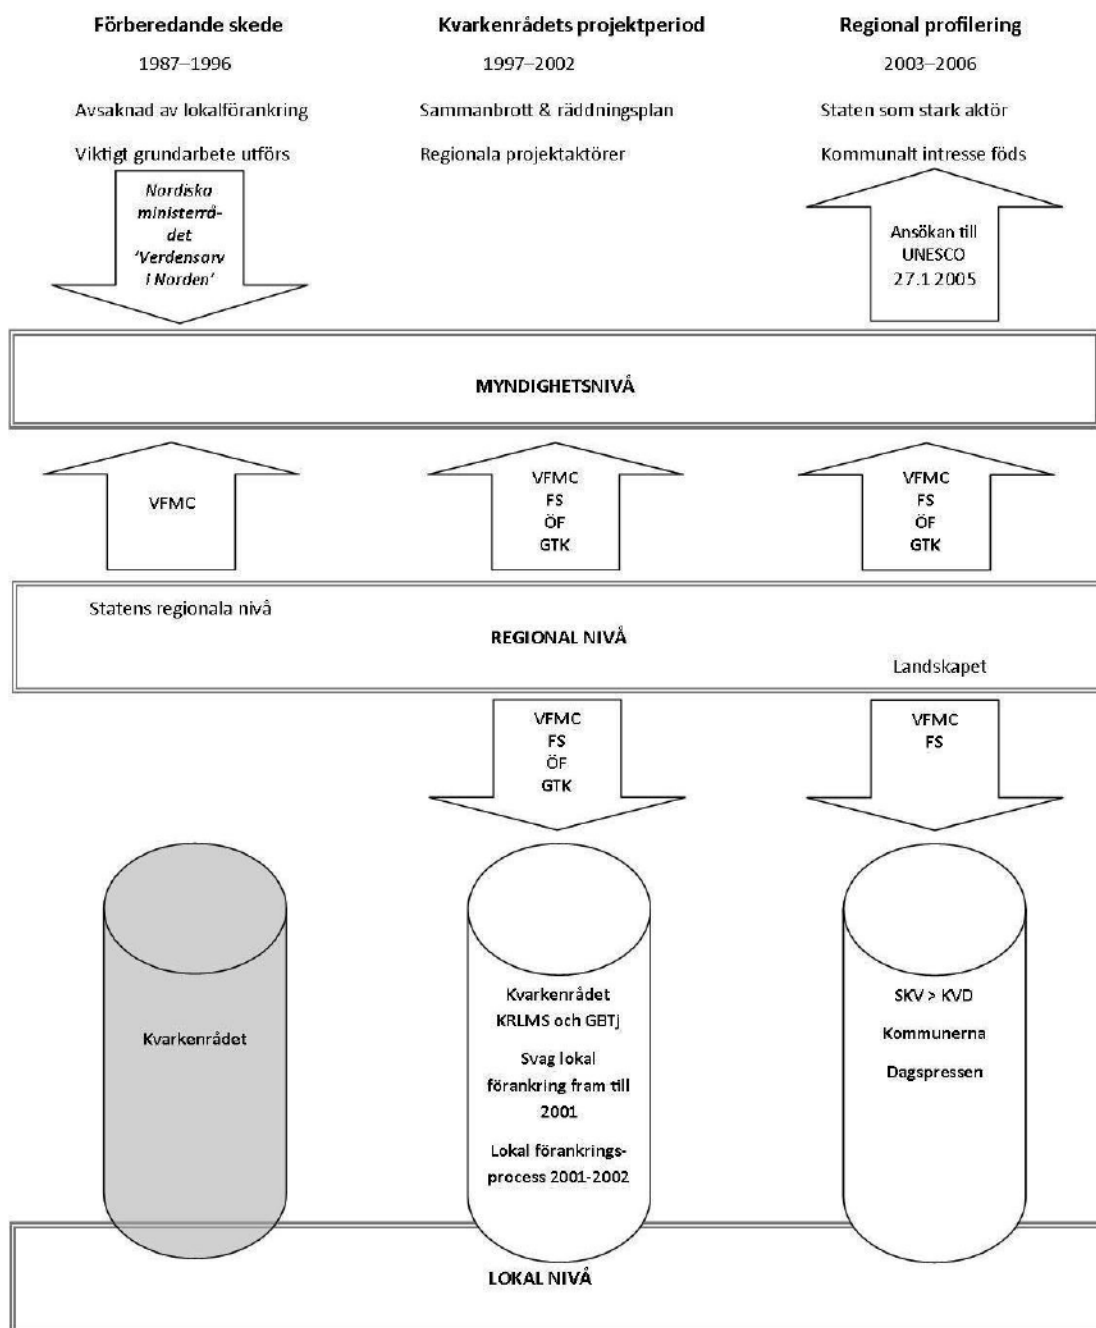 Förberedande skede
1987–1996
Avsaknad av lokalförankring
Viktigt grundarbete utförs
Kvarkenrådets projektperiod
1997–2002
Sammanbrott & räddningsplan
Regionala projektaktörer
Regional profilering
2003–2006
Staten som stark aktör
Kommunalt intresse föds
Nordiska
ministerrå-
det
‘Verdensarv
i Norden’
Ansökan till
UNESCO
27.1 2005
MYNDIGHETSNIVÅ
VFMC
VFMC
FS
ÖF
GTK
VFMC
FS
ÖF
GTK
Statens regionala nivå
REGIONAL NIVÅ
Landskapet
VFMC
FS
ÖF
GTK
VFMC
FS
Kvarkenrådet
Kvarkenrådet
KRLMS och GBTj
Svag lokal
förankring fram till
2001
Lokal förankrings-
process 2001-2002
SKV > KVD
Kommunerna
Dagspressen
LOKAL NIVÅ